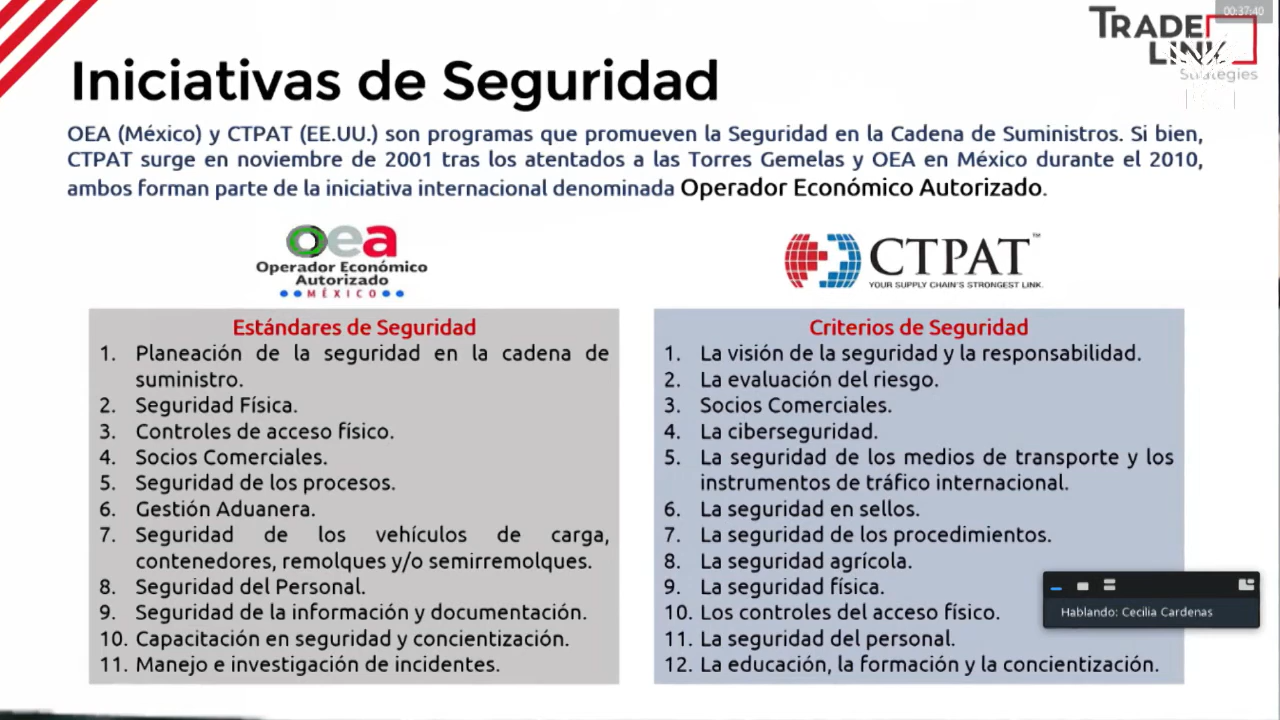 00:37:40
TRADE
LINK
Strategies
Iniciativas de Seguridad
OEA (México) y CTPAT (EE.UU.) son programas que promueven la Seguridad en la Cadena de Suministros. Si bien,
CTPAT surge en noviembre de 2001 tras los atentados a las Torres Gemelas y OEA en México durante el 2010,
ambos forman parte de la iniciativa internacional denominada Operador Económico Autorizado.
oea
Operador Económico
Autorizado
MÉXICO
Estándares de Seguridad
1. Planeación de la seguridad en la cadena de
suministro.
2. Seguridad Física.
3. Controles de acceso físico.
4. Socios Comerciales.
5. Seguridad de los procesos.
6. Gestión Aduanera.
7. Seguridad de los vehículos de carga,
contenedores, remolques y/o semirremolques.
8. Seguridad del Personal.
9. Seguridad de la información y documentación.
10. Capacitación en seguridad y concientización.
11. Manejo e investigación de incidentes.
CTPAT™
YOUR SUPPLY CHAIN'S STRONGEST LINK.
Criterios de Seguridad
1. La visión de la seguridad y la responsabilidad.
2. La evaluación del riesgo.
3. Socios Comerciales.
4. La ciberseguridad.
5. La seguridad de los medios de transporte y los
instrumentos de tráfico internacional.
6. La seguridad en sellos.
7. La seguridad de los procedimientos.
8. La seguridad agrícola.
9. La seguridad física.
10. Los controles del acceso físico.
11. La seguridad del personal.
12. La educación, la formación y la concientización.
Hablando: Cecilia Cardenas